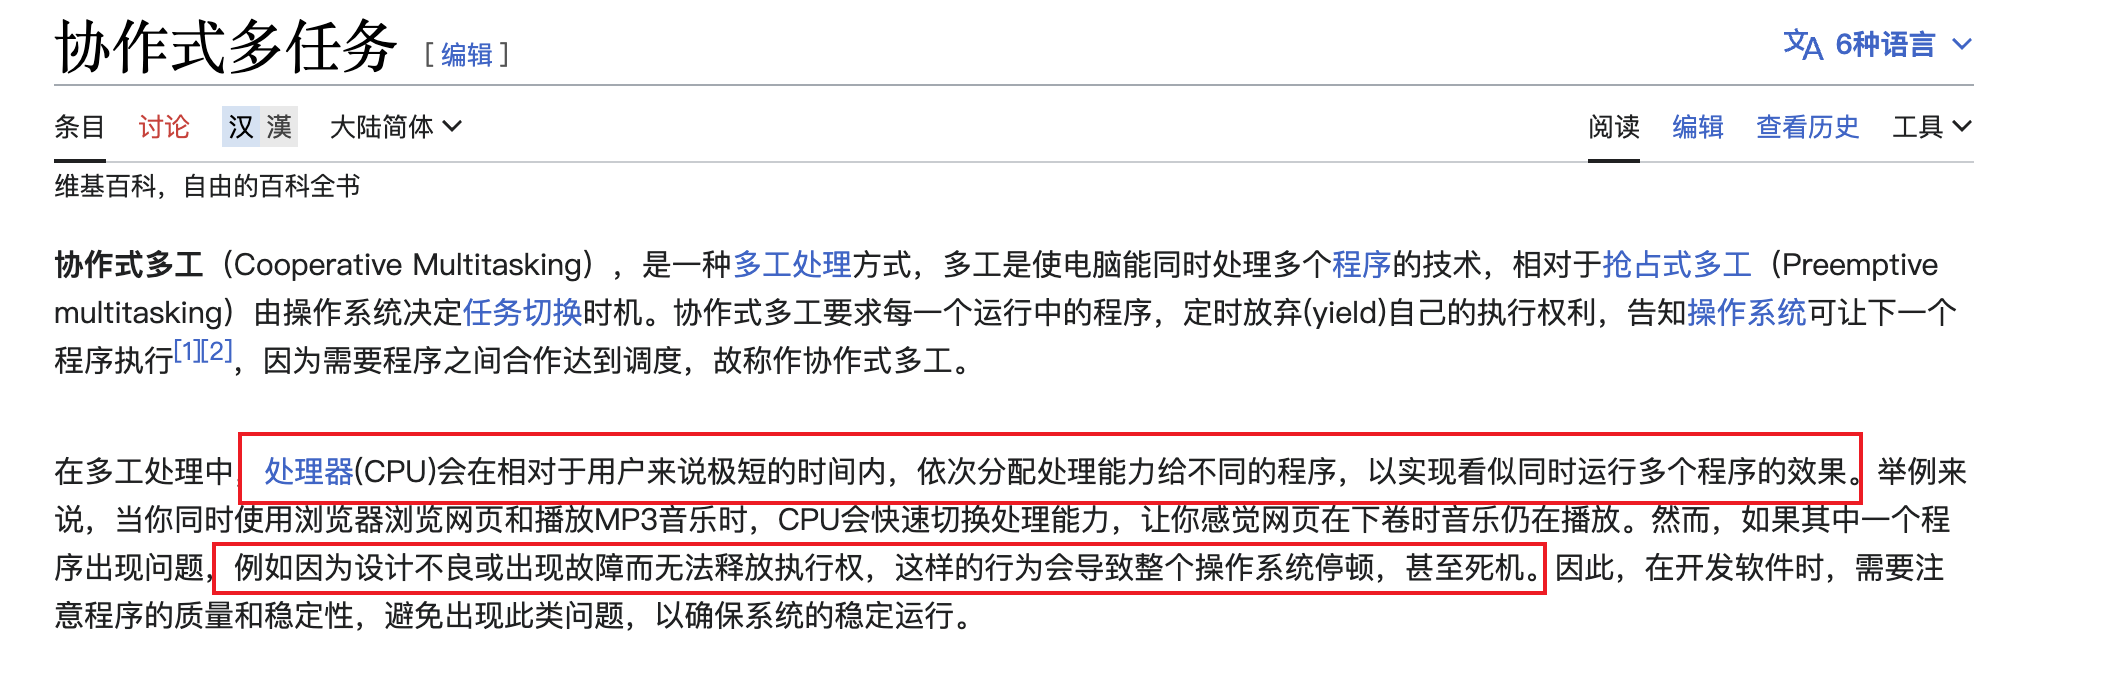 协作式多任务 [编辑] 文A 6种语言
条目 讨论 汉 漢 大陆简体 阅读 编辑 查看历史 工具
维基百科，自由的百科全书
协作式多工（Cooperative Multitasking），是一种多工处理方式，多工是使电脑能同时处理多个程序的技术，相对于抢占式多工（Preemptive
multitasking）由操作系统决定任务切换时机。协作式多工要求每一个运行中的程序，定时放弃(yield)自己的执行权利，告知操作系统可让下一个
程序执行[1][2]，因为需要程序之间合作达到调度，故称作协作式多工。
在多工处理中，处理器(CPU)会在相对于用户来说极短的时间内，依次分配处理能力给不同的程序，以实现看似同时运行多个程序的效果。举例来
说，当你同时使用浏览器浏览网页和播放MP3音乐时，CPU会快速切换处理能力，让你感觉网页在下卷时音乐仍在播放。然而，如果其中一个程
序出现问题，例如因为设计不良或出现故障而无法释放执行权，这样的行为会导致整个操作系统停顿，甚至死机。因此，在开发软件时，需要注
意程序的质量和稳定性，避免出现此类问题，以确保系统的稳定运行。